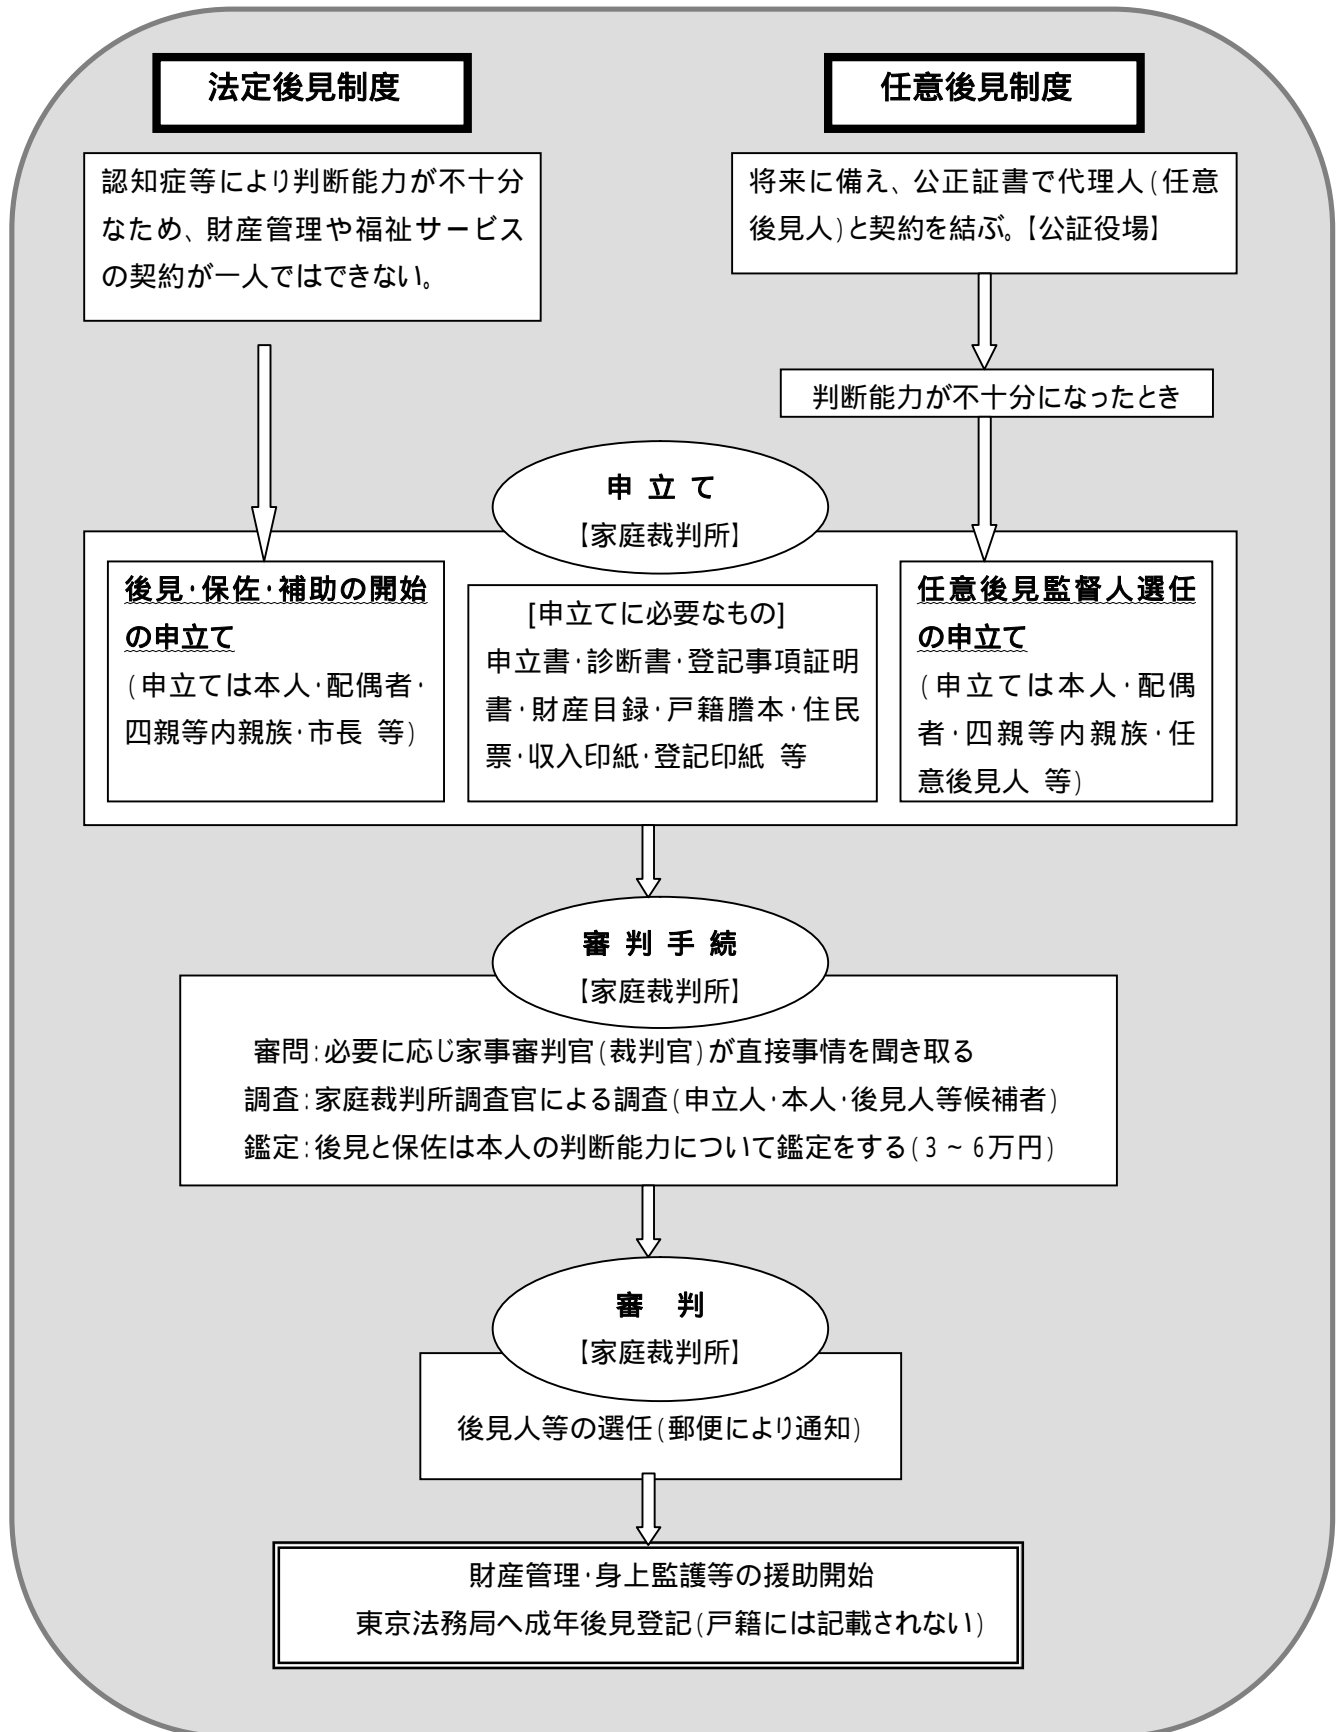 法定後見制度
任意後見制度
認知症等により判断能力が不十分
なため、財産管理や福祉サービス
の契約が一人ではできない。
将来に備え、公正証書で代理人(任意
後見人)と契約を結ぶ。【公証役場】
判断能力が不十分になったとき
申 立 て
【家庭裁判所】
後見・保佐・補助の開始
の申立て
(申立ては本人・配偶者・
四親等内親族・市長 等)
[申立てに必要なもの]
申立書・診断書・登記事項証明
書・財産目録・戸籍謄本・住民
票・収入印紙・登記印紙 等
任意後見監督人選任
の申立て
(申立ては本人・配偶
者・四親等内親族・任
意後見人 等)
審 判 手 続
【家庭裁判所】
審問:必要に応じ家事審判官(裁判官)が直接事情を聞き取る
調査:家庭裁判所調査官による調査(申立人・本人・後見人等候補者)
鑑定:後見と保佐は本人の判断能力について鑑定をする(3~6万円)
審 判
【家庭裁判所】
後見人等の選任(郵便により通知)
財産管理・身上監護等の援助開始
東京法務局へ成年後見登記(戸籍には記載されない)